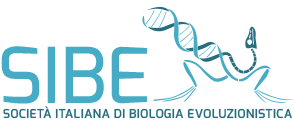 SIBE
SOCIETÀ ITALIANA DI BIOLOGIA EVOLUZIONISTICA